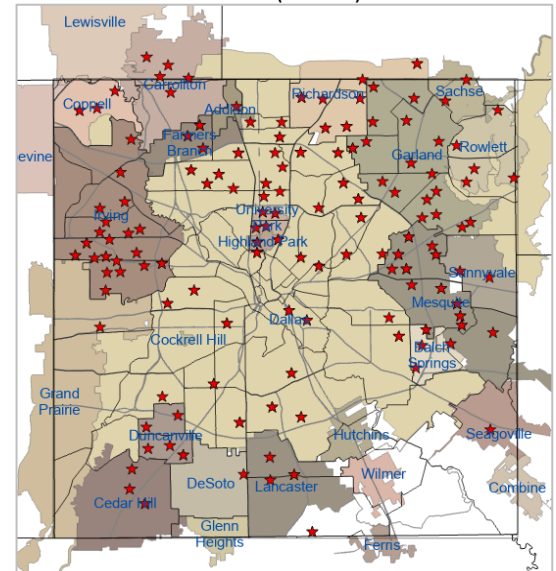 Lewisville
Carrollton
Coppell
Addison
Richardson
Sachse
Farmers
Branch
Garland
Rowlett
evine
Irving
University
Park
Highland Park
Sunnyvale
Mesquite
Dallas
Cockrell Hill
Balch
Springs
Grand
Prairie
Duncanville
Hutchins
Seagoville
Wilmer
DeSoto
Lancaster
Combine
Cedar Hill
Glenn
Heights
Ferris